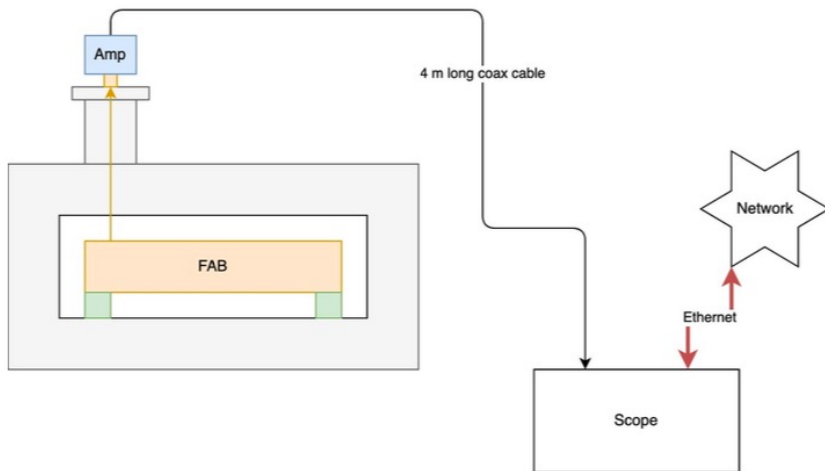 Amp
4 m long coax cable
Network
FAB
Ethernet
Scope